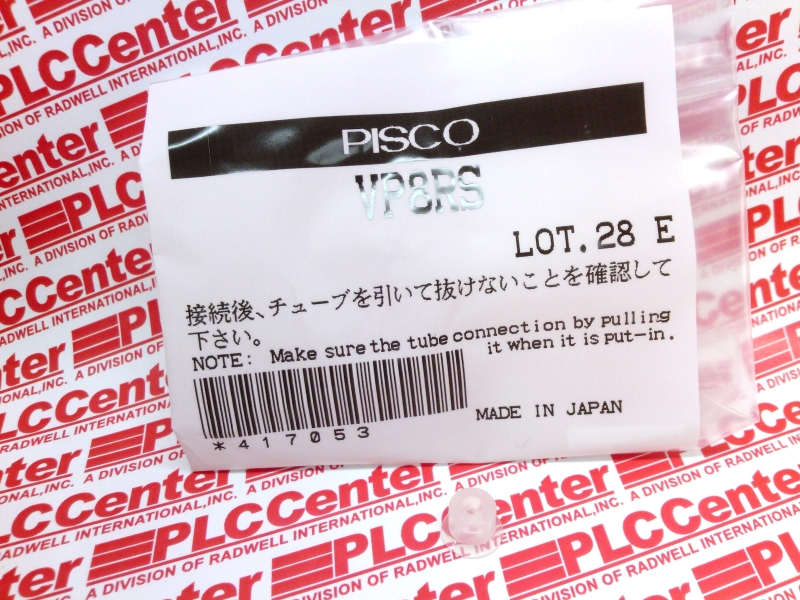 PISCO
VP8RS
LOT.28 E
接続後、チューブを引いて抜けないことを確認して
下さい。
NOTE: Make sure the tube connection by pulling
it when it is put-in.
*417053
MADE IN JAPAN
PLCCenter
A DIVISION OF RADWELL INTERNATIONAL,INC.